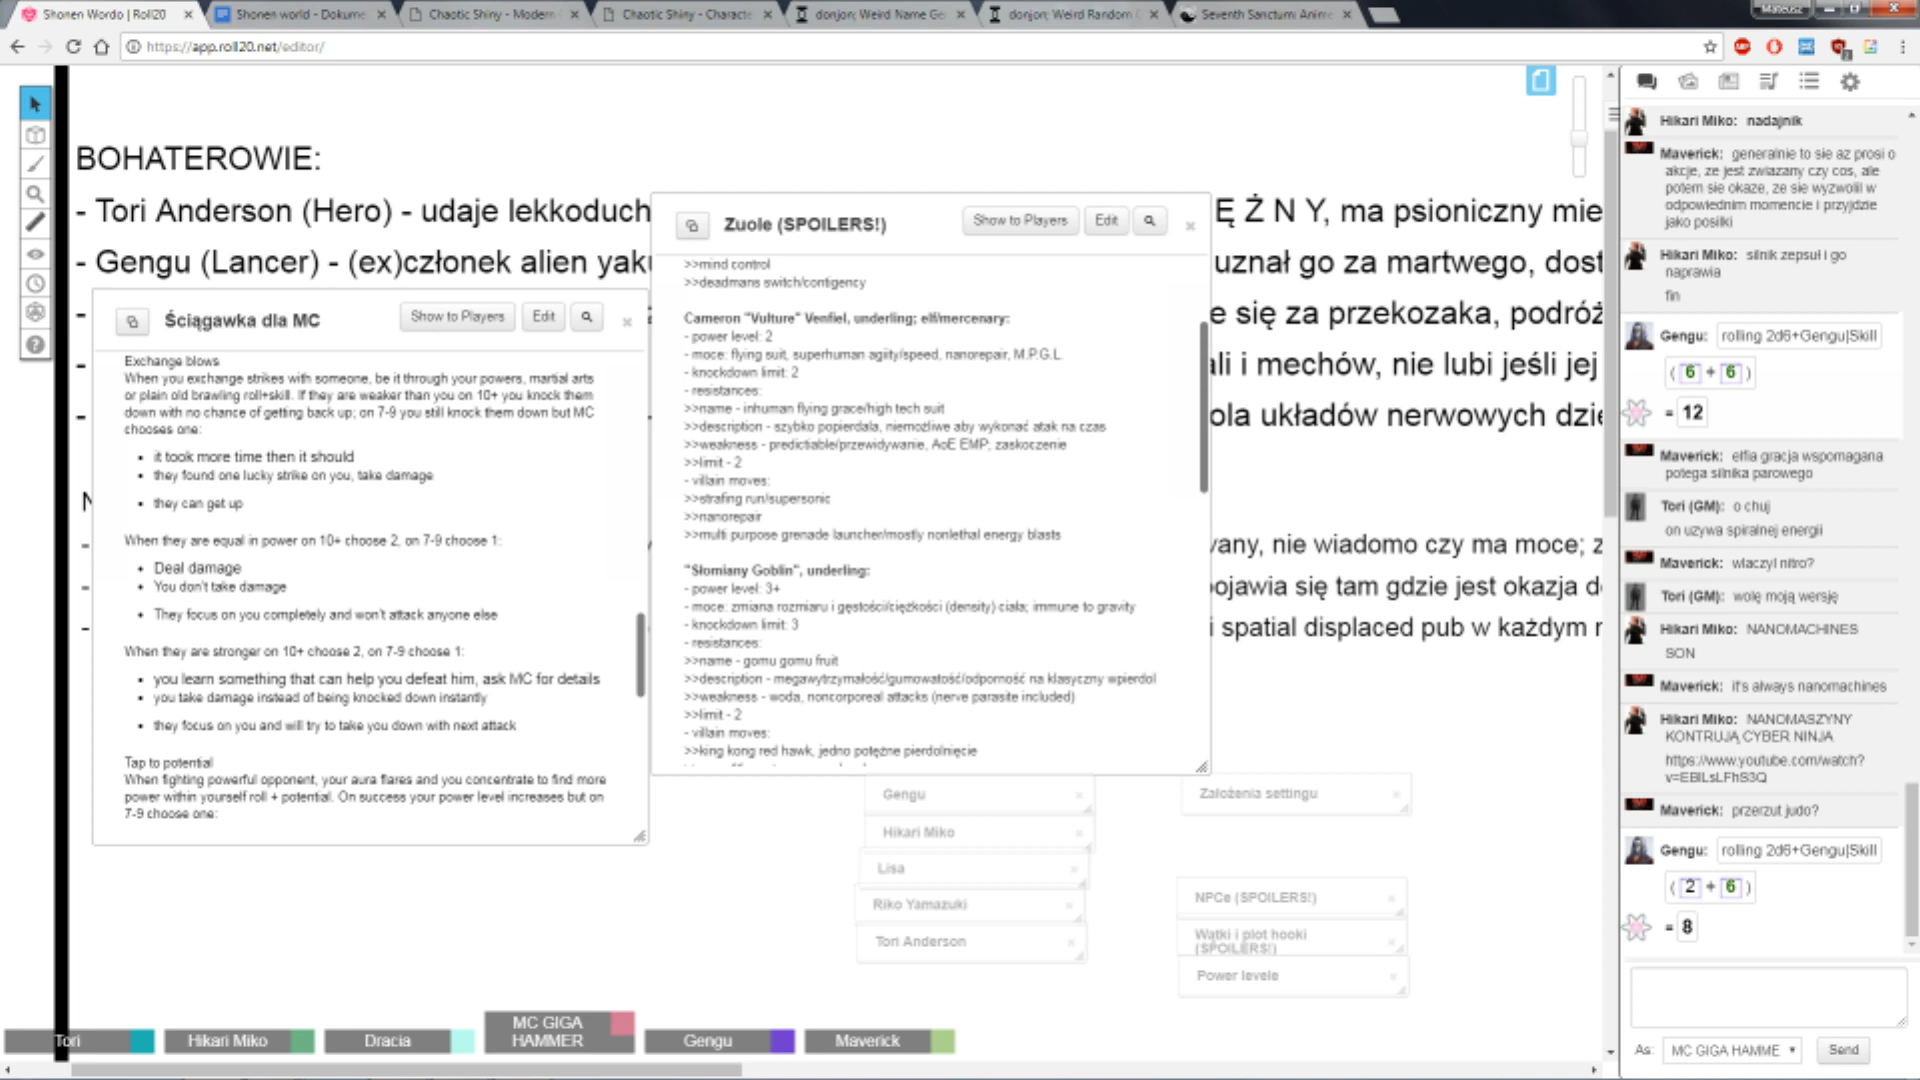 Shonen Wordo | Roll20
Shonen world - Dokume
Chaotic Shiny - Modern
Chaotic Shiny - Characte
donjon; Weird Name Ge
donjon; Weird Random
Seventh Sanctum: Anime
Mateusz
https://app.roll20.net/editor/
BOHATEROWIE:
- Tori Anderson (Hero) - udaje lekkoduch
Ę Ż N Y, ma psioniczny mie
- Gengu (Lancer) - (ex)członek alien yaku
uznał go za martwego, dost
e się za przekozaka, podróż
ali i mechów, nie lubi jeśli jej
ola układów nerwowych dzie
vany, nie wiadomo czy ma moce; z
pojawia się tam gdzie jest okazja do
i spatial displaced pub w każdym r
Ściągawka dla MC
Show to Players
Edit
Exchange blows
When you exchange strikes with someone, be it through your powers, martial arts
or plain old brawling roll+skill. If they are weaker than you on 10+ you knock them
down with no chance of getting back up; on 7-9 you still knock them down but MC
chooses one:
• it took more time then it should
• they found one lucky strike on you, take damage
• they can get up
When they are equal in power on 10+ choose 2, on 7-9 choose 1:
• Deal damage
• You don't take damage
• They focus on you completely and won't attack anyone else
When they are stronger on 10+ choose 2, on 7-9 choose 1:
• you learn something that can help you defeat him, ask MC for details
• you take damage instead of being knocked down instantly
• they focus on you and will try to take you down with next attack
Tap to potential
When fighting powerful opponent, your aura flares and you concentrate to find more
power within yourself roll + potential. On success your power level increases but on
7-9 choose one:
Zuole (SPOILERS!)
Show to Players
Edit
>>mind control
>>deadmans switch/contigency
Cameron "Vulture" Venfiel, underling; elf/mercenary:
- power level: 2
- moce: flying suit, superhuman agiity/speed, nanorepair, M.P.G.L.
- knockdown limit: 2
- resistances:
>>name - inhuman flying grace/high tech suit
>>description - szybko popierdala, niemożliwe aby wykonać atak na czas
>>weakness - predictiable/przewidywanie, AoE EMP; zaskoczenie
>>limit - 2
- villain moves:
>>strafing run/supersonic
>>nanorepair
>>multi purpose grenade launcher/mostly nonlethal energy blasts
"Słomiany Goblin", underling:
- power level: 3+
- moce: zmiana rozmiaru i gęstości/ciężkości (density) ciała; immune to gravity
- knockdown limit: 3
- resistances:
>>name - gomu gomu fruit
>>description - megawytrzymałość/gumowatość/odporność na klasyczny wpierdol
>>weakness - woda, noncorporeal attacks (nerve parasite included)
>>limit - 2
- villain moves:
>>king kong red hawk, jedno potężne pierdolnięcie
Gengu
Hikari Miko
Lisa
Riko Yamazuki
Tori Anderson
Założenia settingu
NPCe (SPOILERS!)
Wątki i plot hooki
(SPOILERS!)
Power levele
Tori
Hikari Miko
Dracia
MC GIGA
HAMMER
Gengu
Maverick
Hikari Miko: nadajnik
Maverick: generalnie to sie az prosi o
akcje, ze jest zwiazany czy cos, ale
potem sie okaze, ze sie wyzwolil w
odpowiednim momencie i przyjdzie
jako posilki
Hikari Miko: silnik zepsuł i go
naprawia
fin
Gengu: rolling 2d6+Gengu|Skill
( 6 + 6 )
= 12
Maverick: elfia gracja wspomagana
potega silnika parowego
Tori (GM): o chuj
on uzywa spiralnej energii
Maverick: wlaczyl nitro?
Tori (GM): wolę moją wersję
Hikari Miko: NANOMACHINES
SON
Maverick: it's always nanomachines
Hikari Miko: NANOMASZYNY
KONTRUJĄ CYBER NINJA
https://www.youtube.com/watch?
v=EBlLsLFhS3Q
Maverick: przerzut judo?
Gengu: rolling 2d6+Gengu|Skill
( 2 + 6 )
= 8
As: MC GIGA HAMME
Send